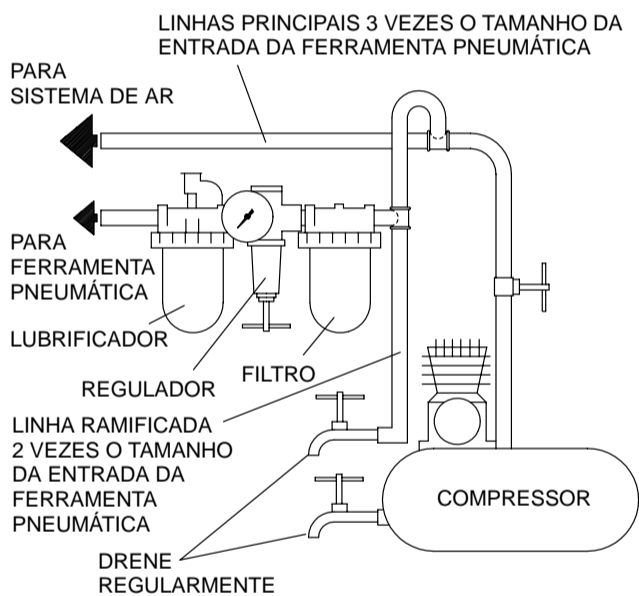 LINHAS PRINCIPAIS 3 VEZES O TAMANHO DA
ENTRADA DA FERRAMENTA PNEUMÁTICA
PARA
SISTEMA DE AR
PARA
FERRAMENTA
PNEUMÁTICA
LUBRIFICADOR
REGULADOR
FILTRO
LINHA RAMIFICADA
2 VEZES O TAMANHO
DA ENTRADA DA
FERRAMENTA
PNEUMÁTICA
COMPRESSOR
DRENE
REGULARMENTE